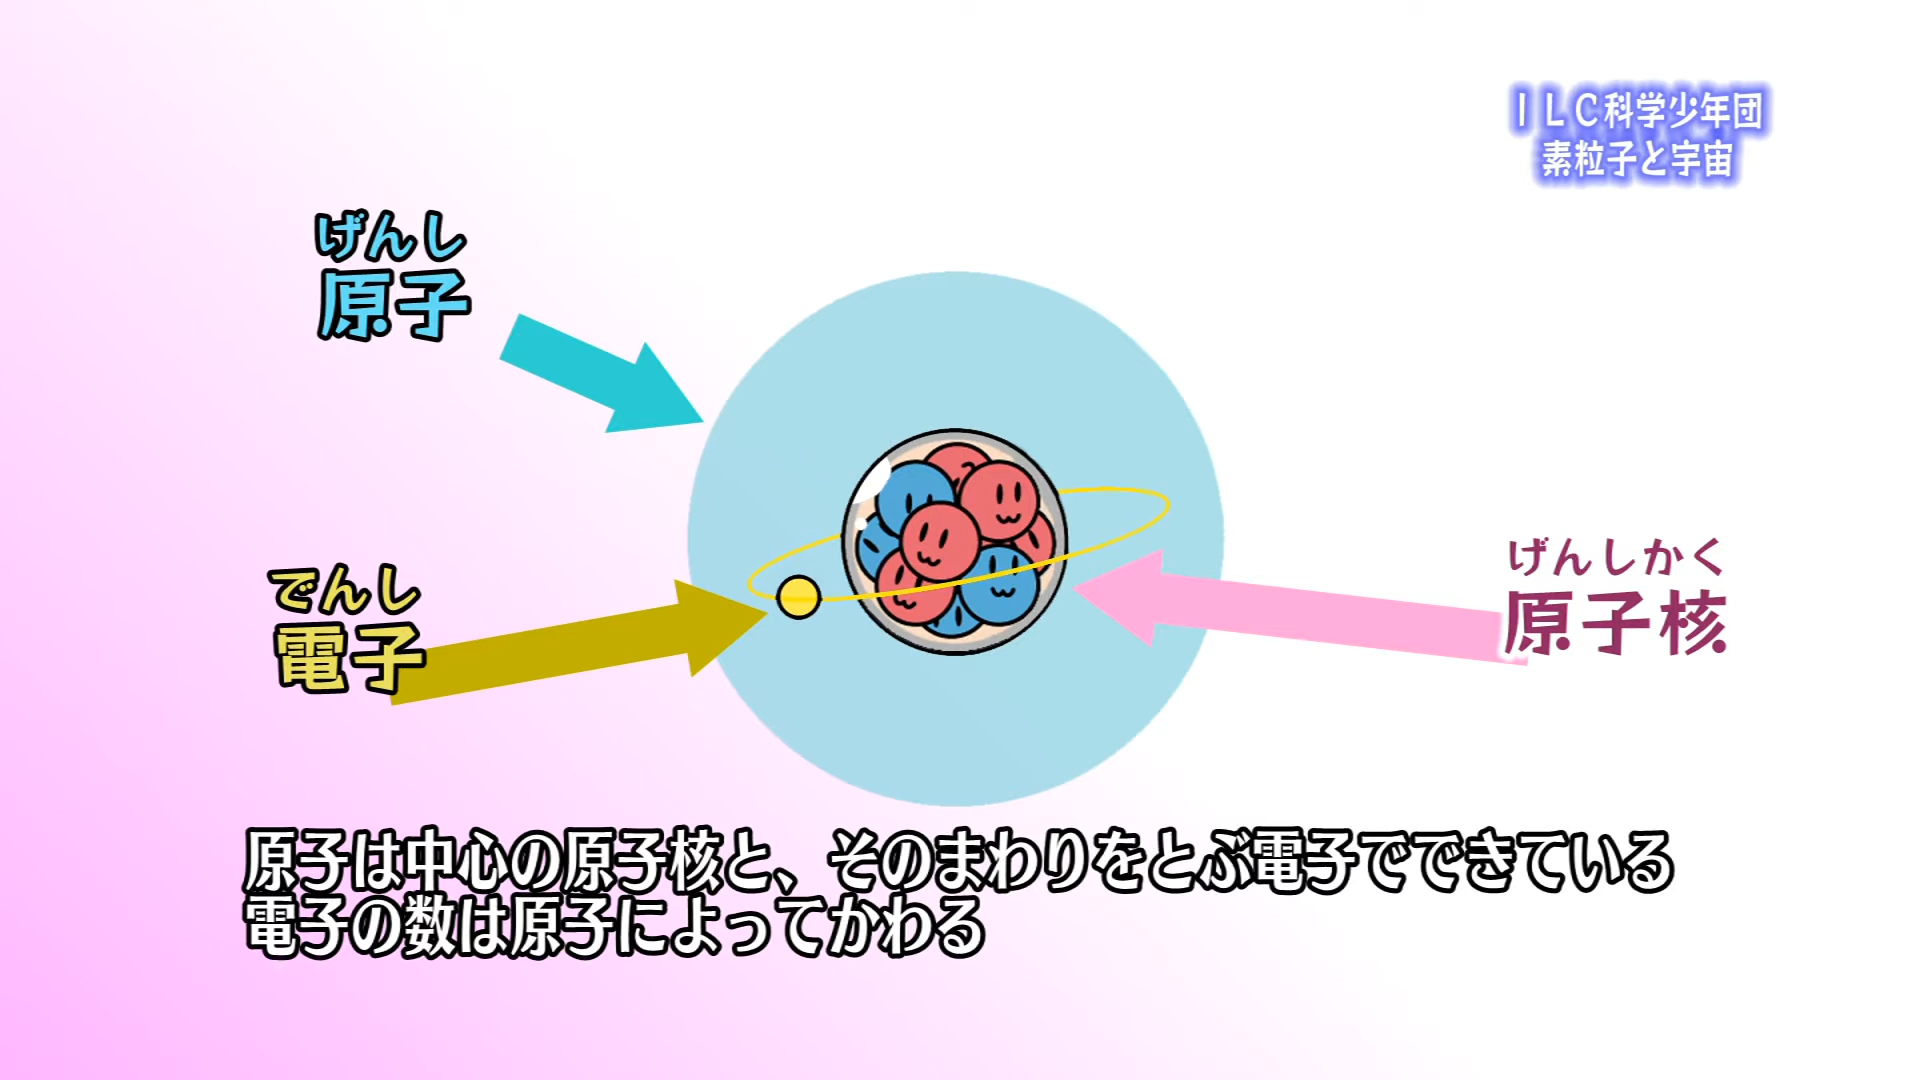 ILC科学少年団
素粒子と宇宙
げんし
原子
でんし
電子
げんしかく
原子核
原子は中心の原子核と、そのまわりをとぶ電子でできている
電子の数は原子によってかわる